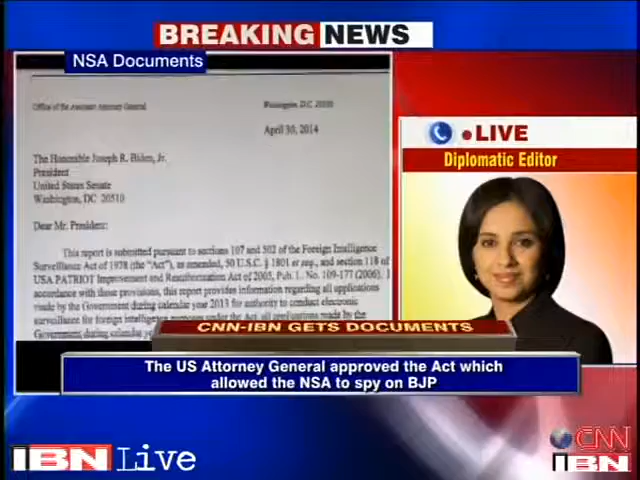 BREAKING NEWS
NSA Documents
Office of the Assistant Attorney General
Washington, D.C. 20530
April 30, 2014
The Honorable Joseph R. Biden, Jr.
President
United States Senate
Washington, DC 20510
Dear Mr. President:
This report is submitted pursuant to sections 107 and 502 of the Foreign Intelligence
Surveillance Act of 1978 (the "Act"), as amended, 50 U.S.C. § 1801 et seq., and section 118 of
USA PATRIOT Improvement and Reauthorization Act of 2005, Pub. L. No. 109-177 (2006). I
accordance with those provisions, this report provides information regarding all applications
made by the Government during calendar year 2013 for authority to conduct electronic
surveillance for foreign intelligence purposes under the Act, all applications made by the
Government during calendar
LIVE
Diplomatic Editor
CNN-IBN GETS DOCUMENTS
The US Attorney General approved the Act which
allowed the NSA to spy on BJP
IBN Live
CNN
IBN